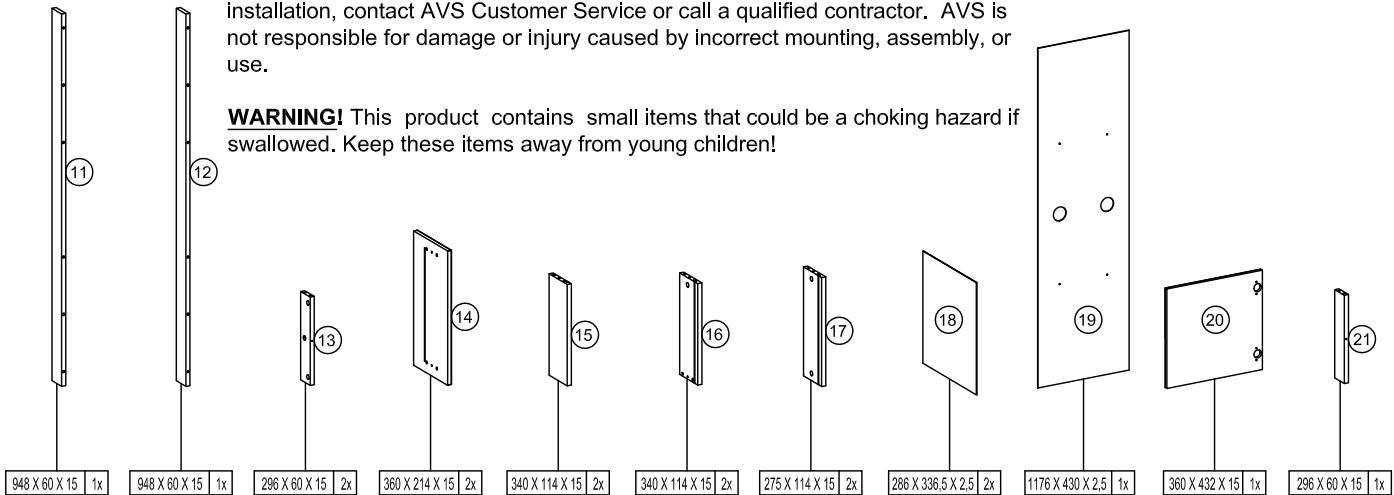 installation, contact AVS Customer Service or call a qualified contractor. AVS is
not responsible for damage or injury caused by incorrect mounting, assembly, or
use.
WARNING! This product contains small items that could be a choking hazard if
swallowed. Keep these items away from young children!
11
12
13
14
15
16
17
18
19
20
21
948 X 60 X 15 1x
948 X 60 X 15 1x
296 X 60 X 15 2x
360 X 214 X 15 2x
340 X 114 X 15 2x
340 X 114 X 15 2x
275 X 114 X 15 2x
286 X 336,5 X 2,5 2x
1176 X 430 X 2,5 1x
360 X 432 X 15 1x
296 X 60 X 15 1x